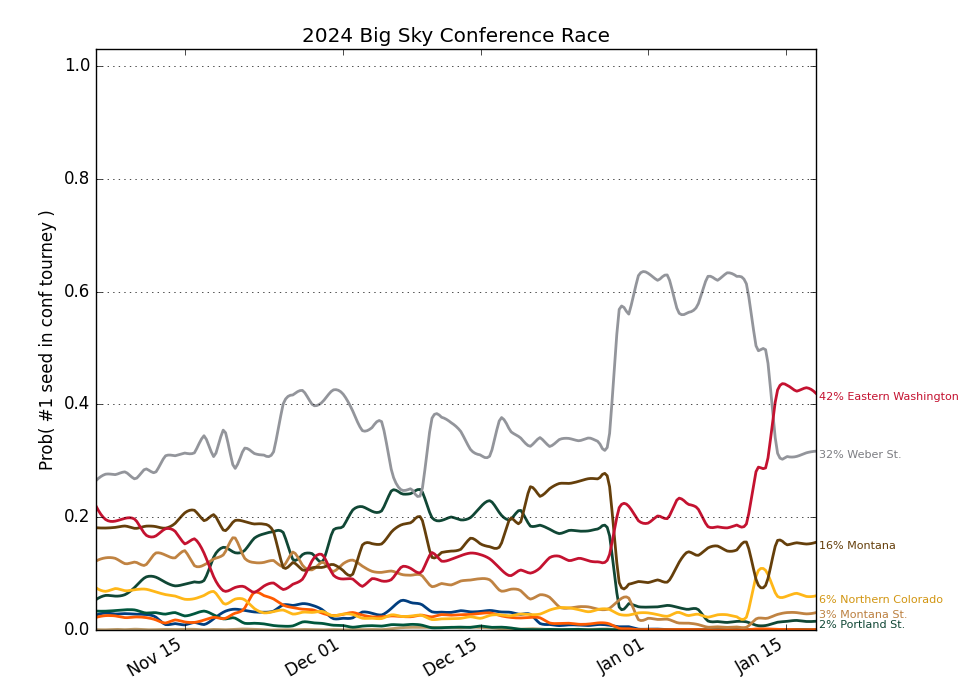 2024 Big Sky Conference Race
Prob( #1 seed in conf tourney )
1.0
0.8
0.6
0.4
0.2
0.0
42% Eastern Washington
32% Weber St.
16% Montana
6% Northern Colorado
3% Montana St.
2% Portland St.
Nov 15
Dec 01
Dec 15
Jan 01
Jan 15